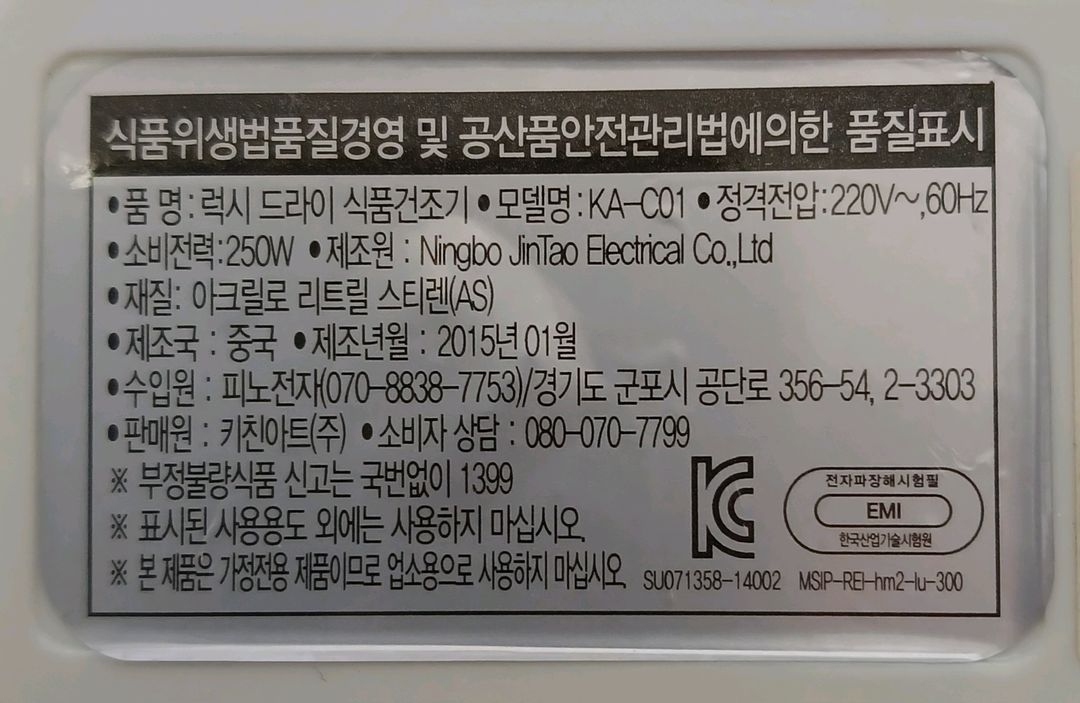 식품위생법품질경영 및 공산품안전관리법에의한 품질표시
•품 명:럭시 드라이 식품건조기 •모델명:KA-C01 •정격전압:220V~,60Hz
•소비전력:250W •제조원 : Ningbo JinTao Electrical Co.,Ltd
•재질: 아크릴로 리트릴 스티렌(AS)
•제조국 : 중국 •제조년월 : 2015년 01월
•수입원 : 피노전자(070-8838-7753)/경기도 군포시 공단로 356-54, 2-3303
•판매원 : 키친아트(주) •소비자 상담 : 080-070-7799
※ 부정불량식품 신고는 국번없이 1399
※ 표시된 사용용도 외에는 사용하지 마십시오.
※ 본 제품은 가정전용 제품이므로 업소용으로 사용하지 마십시오.
KC
SU071358-14002
전자파장해시험필
EMI
한국산업기술시험원
MSIP-REI-hm2-lu-300